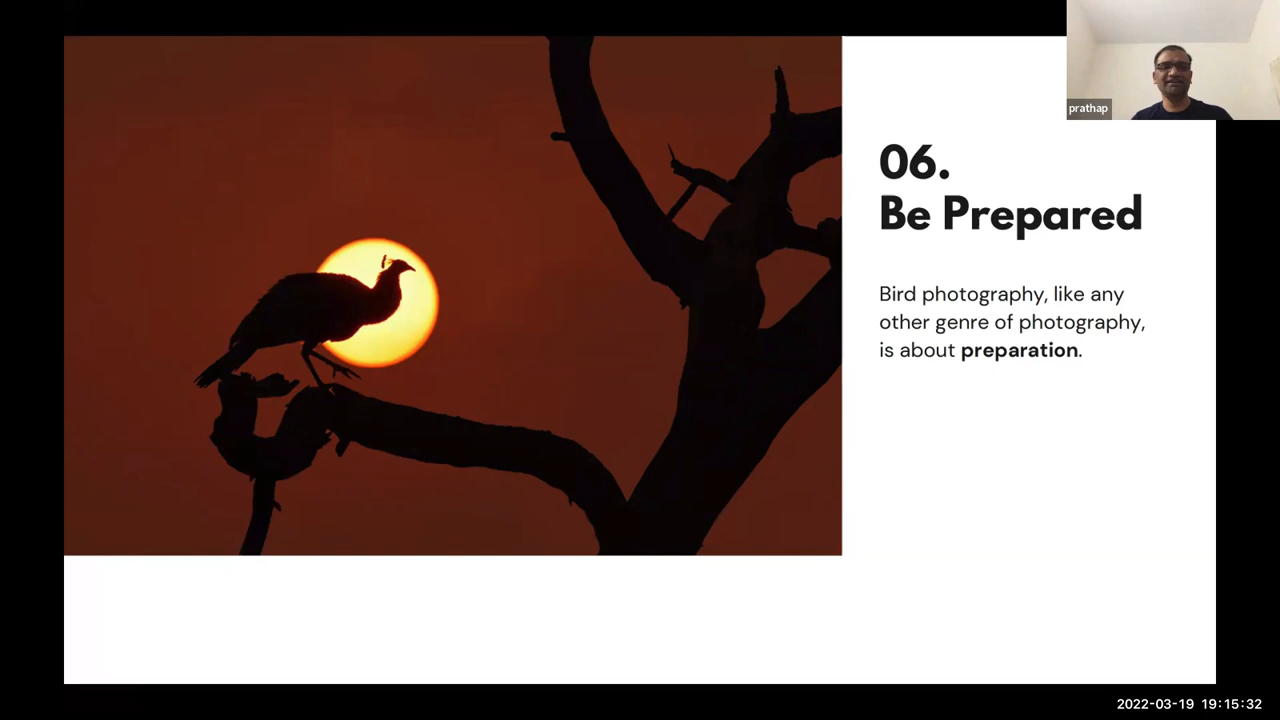 prathap
06.
Be Prepared
Bird photography, like any
other genre of photography,
is about preparation.
2022-03-19 19:15:32